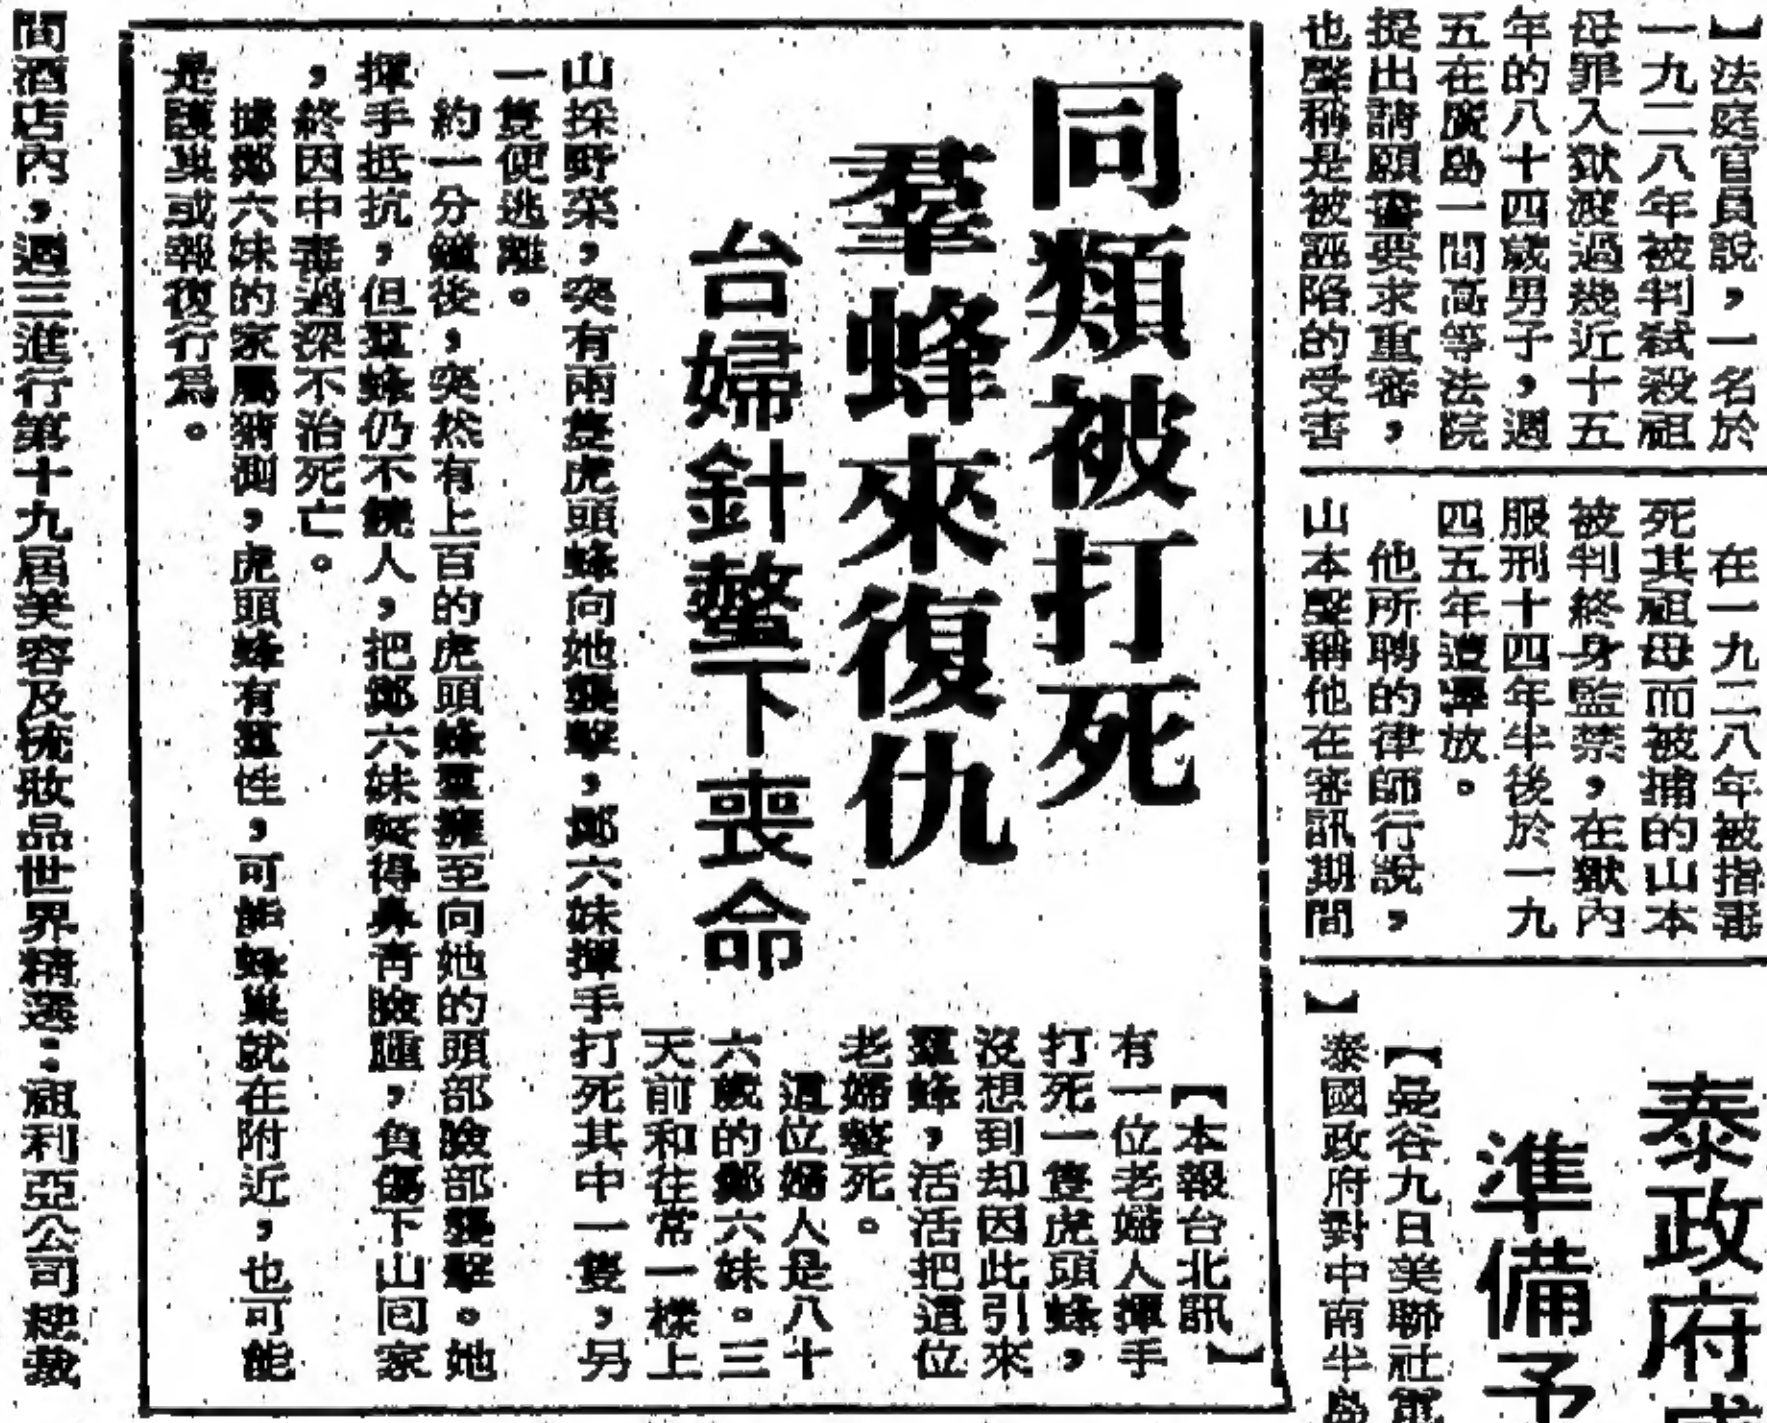 】法庭官員說，一名於
一九二八年被判弒殺祖
母罪入獄渡過幾近十五
年的八十四歲男子，週
五在廣島一間高等法院
提出請願書要求重審，
也聲稱是被誣陷的受害
在一九二八年被指毒
死其祖母而被捕的山本
被判終身監禁，在獄內
服刑十四年半後於一九
四五年遭釋放。
他所聘的律師行說，
山本聲稱他在審訊期間
泰政府
準備予
【曼谷九日美聯社電
】泰國政府對中南半島
同類被打死
羣蜂來復仇
台婦針螫下喪命
【本報台北訊】
有一位老婦人揮手
打死一隻虎頭蜂，
沒想到却因此引來
羣蜂，活活把這位
老婦螫死。
這位婦人是八十
六歲的鄭六妹。三
天前和往常一樣上
山採野菜，突有兩隻虎頭蜂向她襲擊，鄭六妹揮手打死其中一隻，另
一隻便逃離。
約一分鐘後，突然有上百的虎頭蜂羣擁至向她的頭部臉部襲擊。她
揮手抵抗，但羣蜂仍不饒人，把鄭六妹螫得鼻青臉腫，負傷下山回家
，終因中毒過深不治死亡。
據鄭六妹的家屬猜測，虎頭蜂有羣性，可能蜂巢就在附近，也可能
是護巢或報復行為。
間酒店內，週三進行第十九屆美容及梳妝品世界精選：祖利亞公司總裁